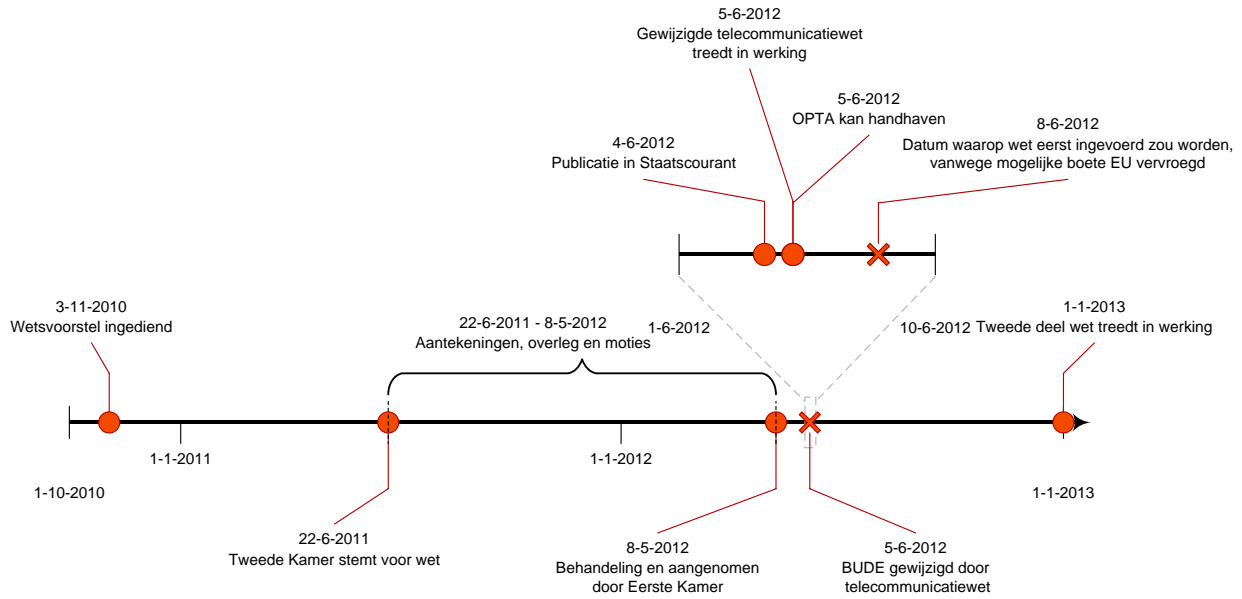 5-6-2012
Gewijzigde telecommunicatiewet
treedt in werking
5-6-2012
OPTA kan handhaven
4-6-2012
Publicatie in Staatscourant
8-6-2012
Datum waarop wet eerst ingevoerd zou worden,
vanwege mogelijke boete EU vervroegd
3-11-2010
Wetsvoorstel ingediend
22-6-2011 - 8-5-2012
Aantekeningen, overleg en moties
1-6-2012
10-6-2012
1-1-2013
Tweede deel wet treedt in werking
1-1-2011
1-1-2012
1-10-2010
1-1-2013
22-6-2011
Tweede Kamer stemt voor wet
8-5-2012
Behandeling en aangenomen
door Eerste Kamer
5-6-2012
BUDE gewijzigd door
telecommunicatiewet